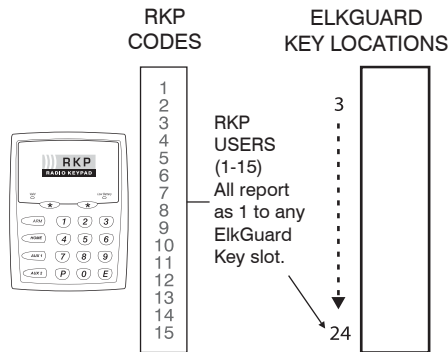 RKP
CODES
ELKGUARD
KEY LOCATIONS
1
2
3
4
5
6
7
8
9
10
11
12
13
14
15
RKP
USERS
(1-15)
All report
as 1 to any
ElkGuard
Key slot.
3
24
RKP
RADIO KEYPAD
* *
ARM 1 2 3
HOME 4 5 6
AUX 1 7 8 9
AUX 2 P 0 E